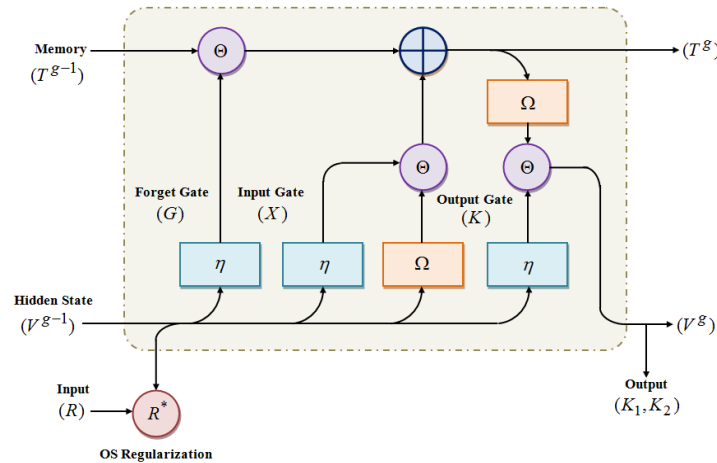 Memory
(T^{g-1})
Θ
(T^{g})
Ω
Θ
Θ
Forget Gate
(G)
Input Gate
(X)
Output Gate
(K)
η
η
Ω
η
Hidden State
(V^{g-1})
(V^{g})
Input
(R)
R^{*}
Output
(K_1, K_2)
OS Regularization